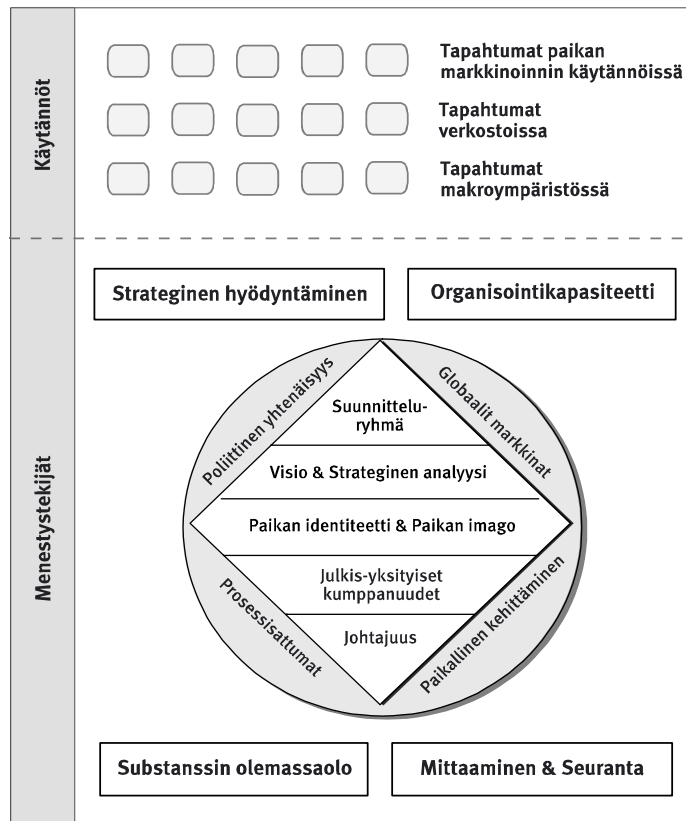 Käytännöt
Tapahtumat paikan
markkinoinnin käytännöissä
Tapahtumat
verkostoissa
Tapahtumat
makroympäristössä
Menestystekijät
Strateginen hyödyntäminen
Organisointikapasiteetti
Poliittinen yhtenäisyys
Globaalit markkinat
Suunnittelu-
ryhmä
Visio & Strateginen analyysi
Paikan identiteetti & Paikan imago
Julkis-yksityiset
kumppanuudet
Johtajuus
Prosessisattumat
Paikallinen kehittäminen
Substanssin olemassaolo
Mittaaminen & Seuranta